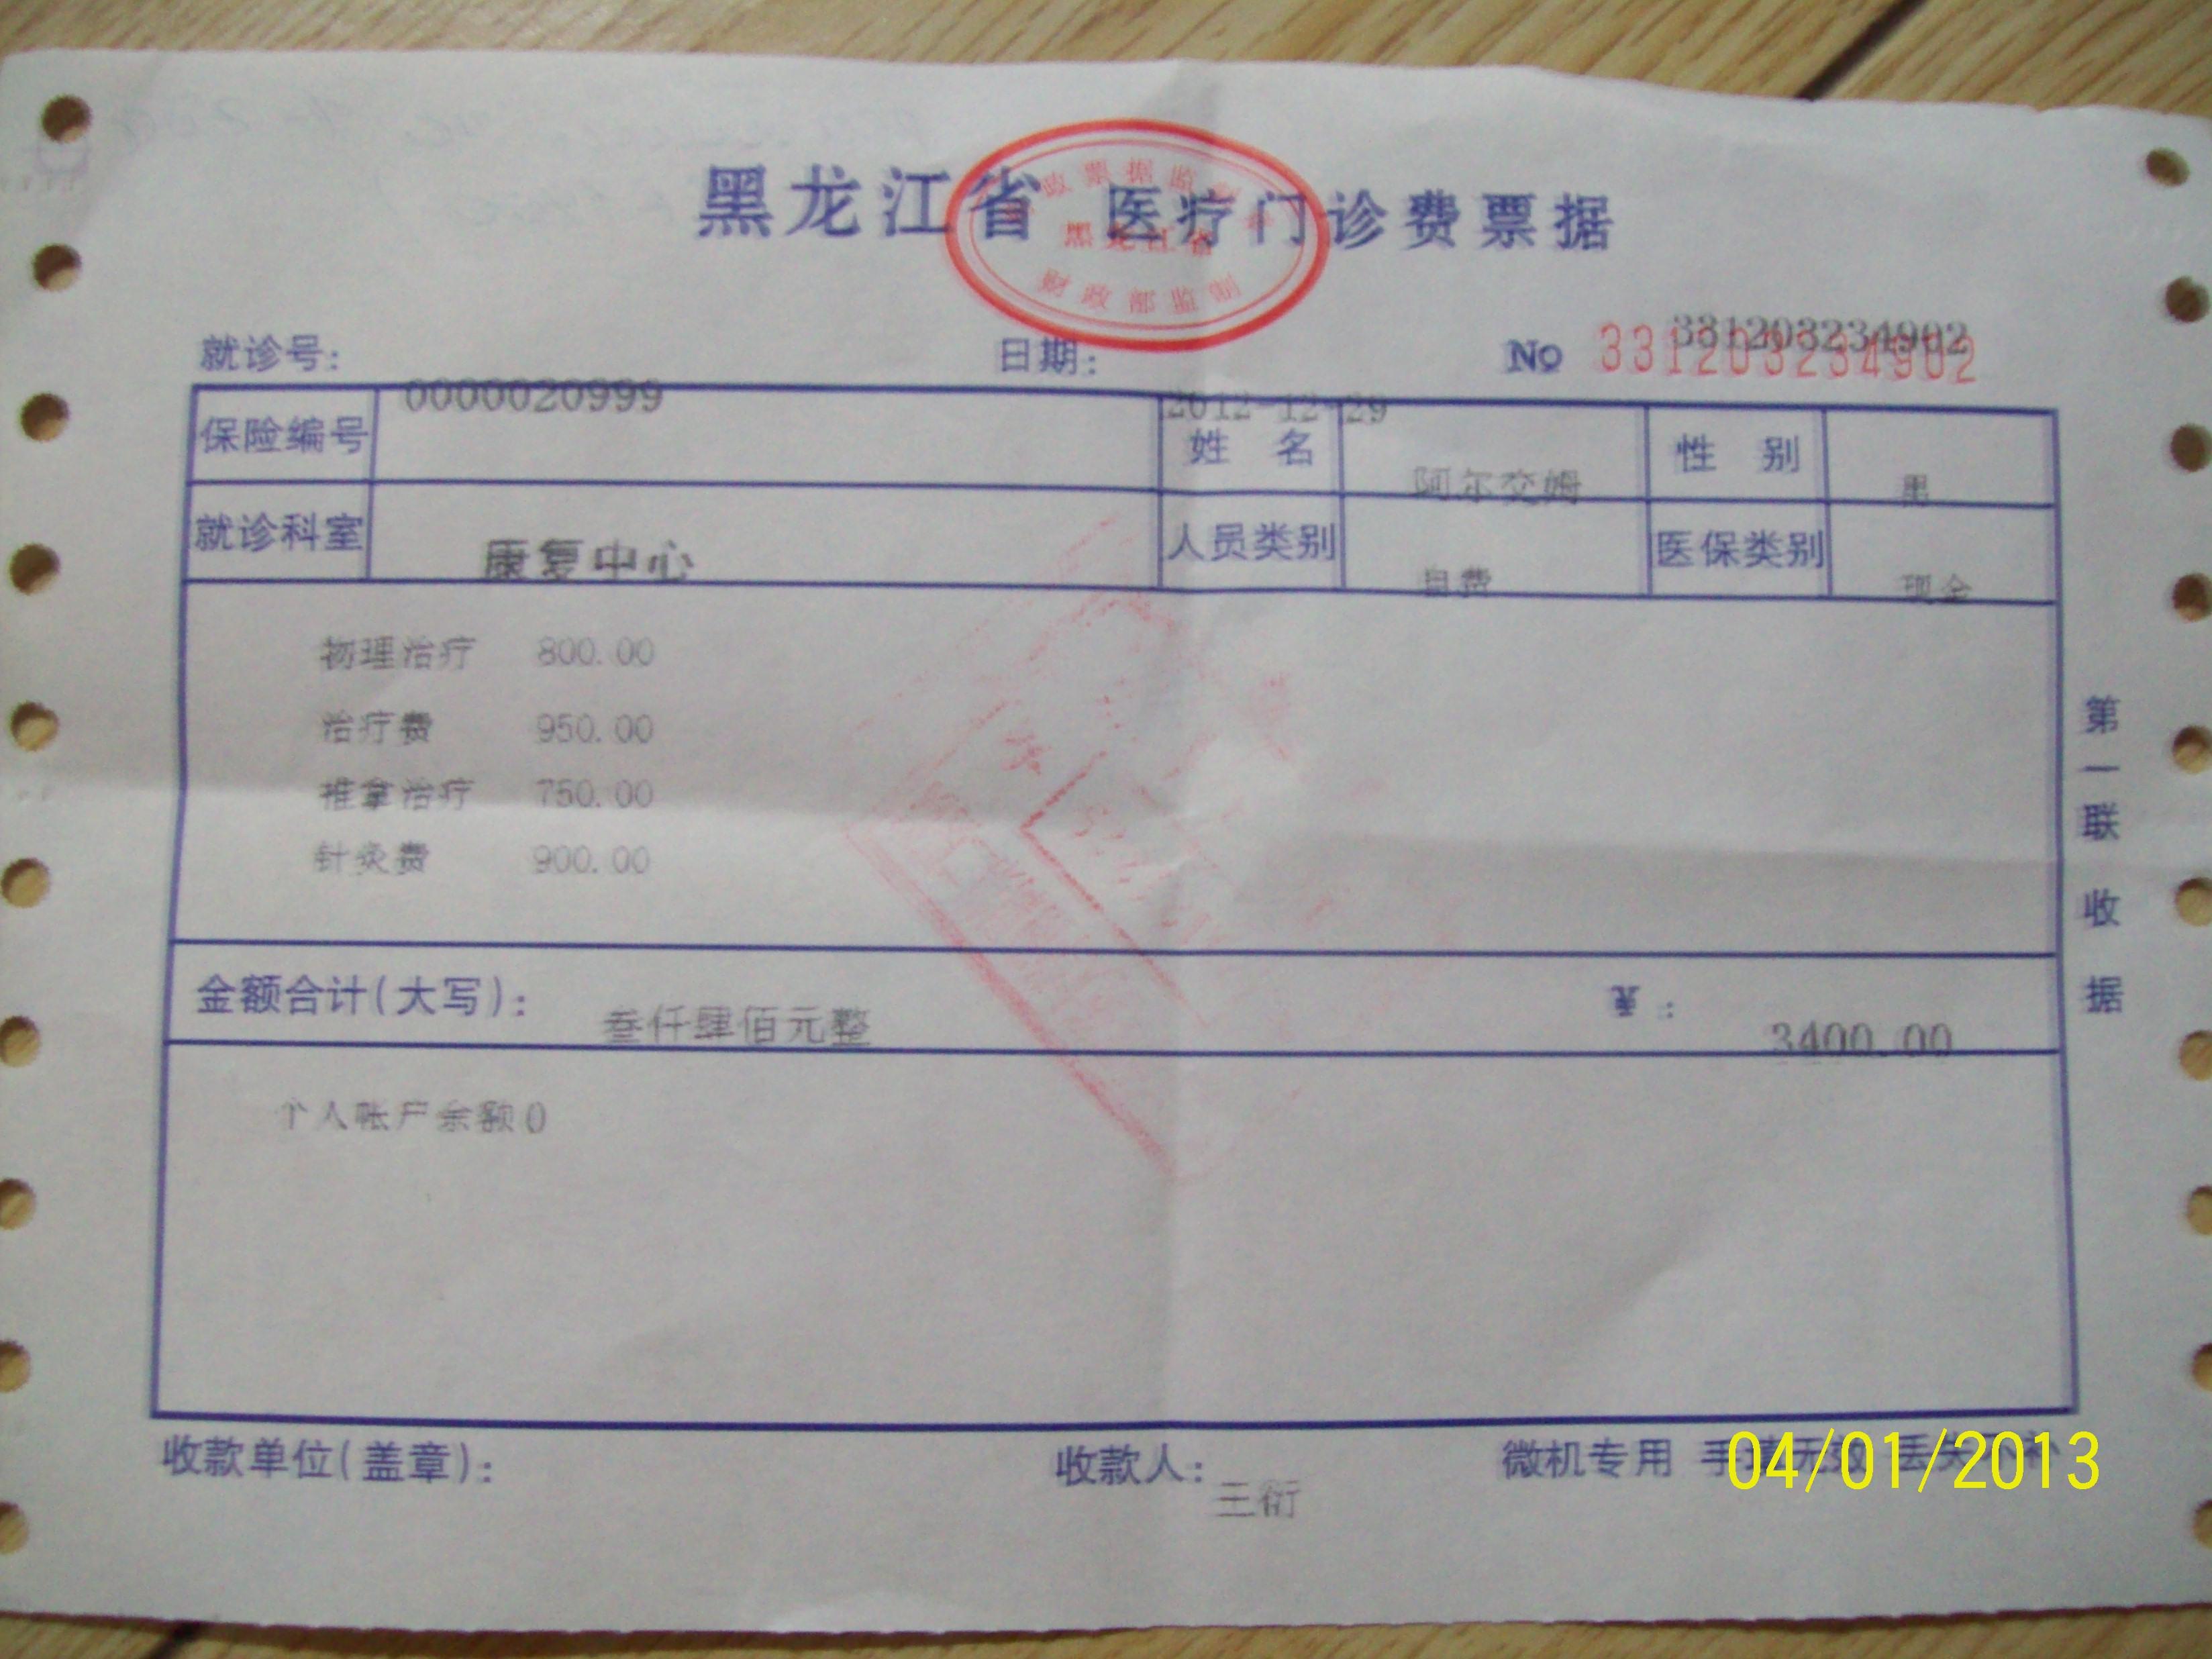 黑龙江省 医疗门诊费票据
黑龙江省
财政部监制
就诊号: 0000020999 日期: 2012-12-29 No 331203234902
331203234902
保险编号 姓 名 阿尔交姆 性 别
就诊科室 康复中心 人员类别 自费 医保类别 现金
物理治疗 800.00
治疗费 950.00
推拿治疗 750.00
针灸费 900.00
金额合计(大写): 叁仟肆佰元整 3400.00
个人帐户余额0
第一联 收据
收款单位(盖章): 收款人: 王衍 微机专用
04/01/2013